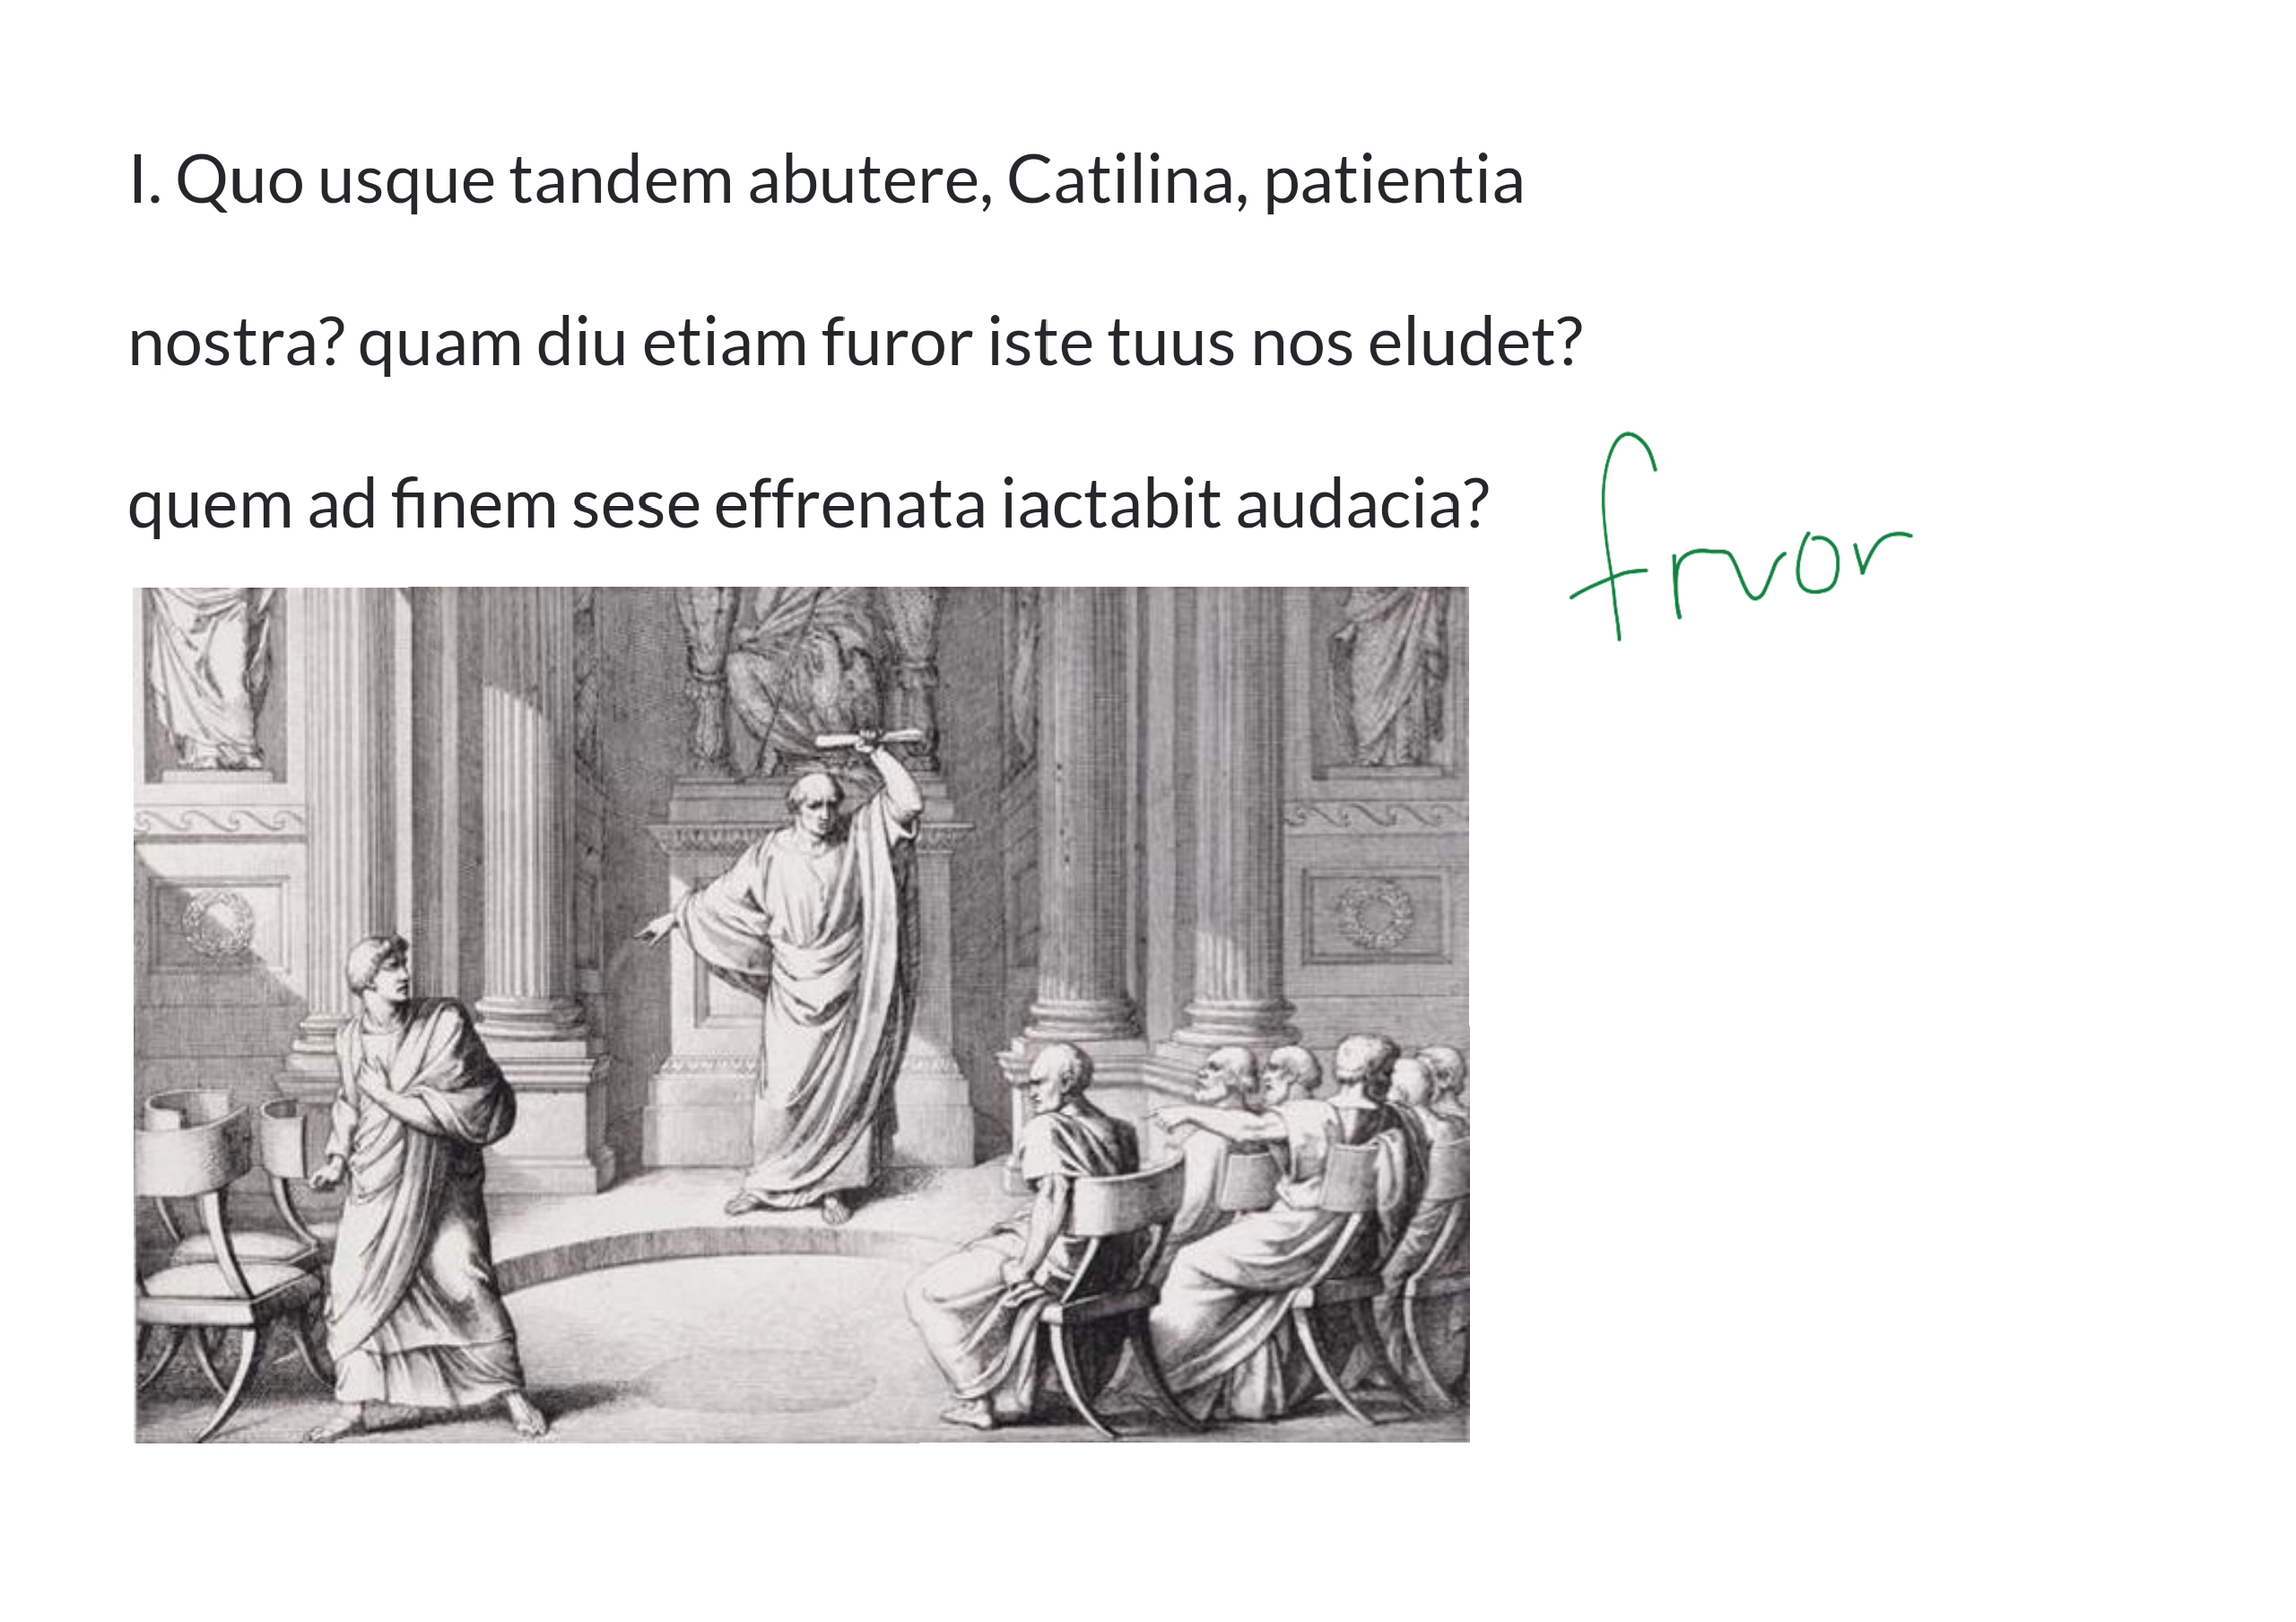 I. Quo usque tandem abutere, Catilina, patientia
nostra? quam diu etiam furor iste tuus nos eludet?
quem ad finem sese effrenata iactabit audacia?
frvor